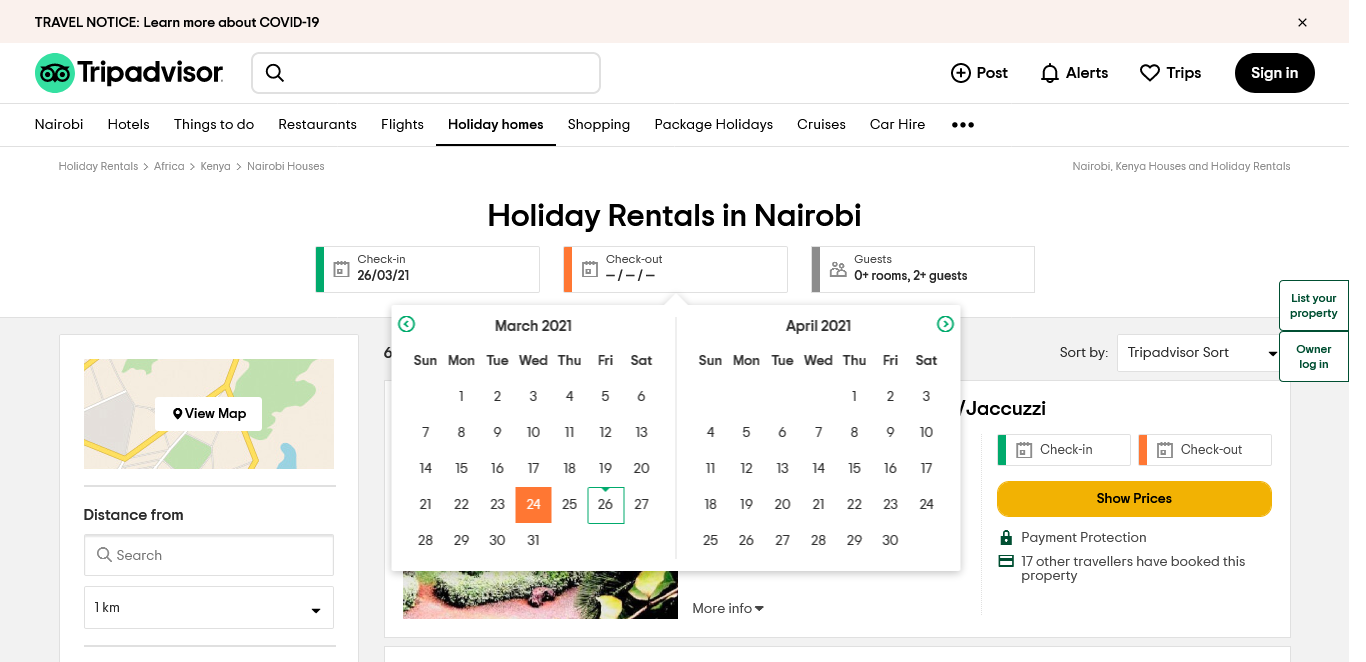 TRAVEL NOTICE: Learn more about COVID-19
Tripadvisor
Post
Alerts
Trips
Sign in
Nairobi
Hotels
Things to do
Restaurants
Flights
Holiday homes
Shopping
Package Holidays
Cruises
Car Hire
Holiday Rentals > Africa > Kenya > Nairobi Houses
Nairobi, Kenya Houses and Holiday Rentals
Holiday Rentals in Nairobi
Check-in
26/03/21
Check-out
– / – / –
Guests
0+ rooms, 2+ guests
List your
property
Owner
log in
View Map
Distance from
Search
1 km
March 2021
Sun Mon Tue Wed Thu Fri Sat
1 2 3 4 5 6
7 8 9 10 11 12 13
14 15 16 17 18 19 20
21 22 23 24 25 26 27
28 29 30 31
April 2021
Sun Mon Tue Wed Thu Fri Sat
1 2 3
4 5 6 7 8 9 10
11 12 13 14 15 16 17
18 19 20 21 22 23 24
25 26 27 28 29 30
Sort by:
Tripadvisor Sort
/Jaccuzzi
Check-in
Check-out
Show Prices
Payment Protection
17 other travellers have booked this
property
More info